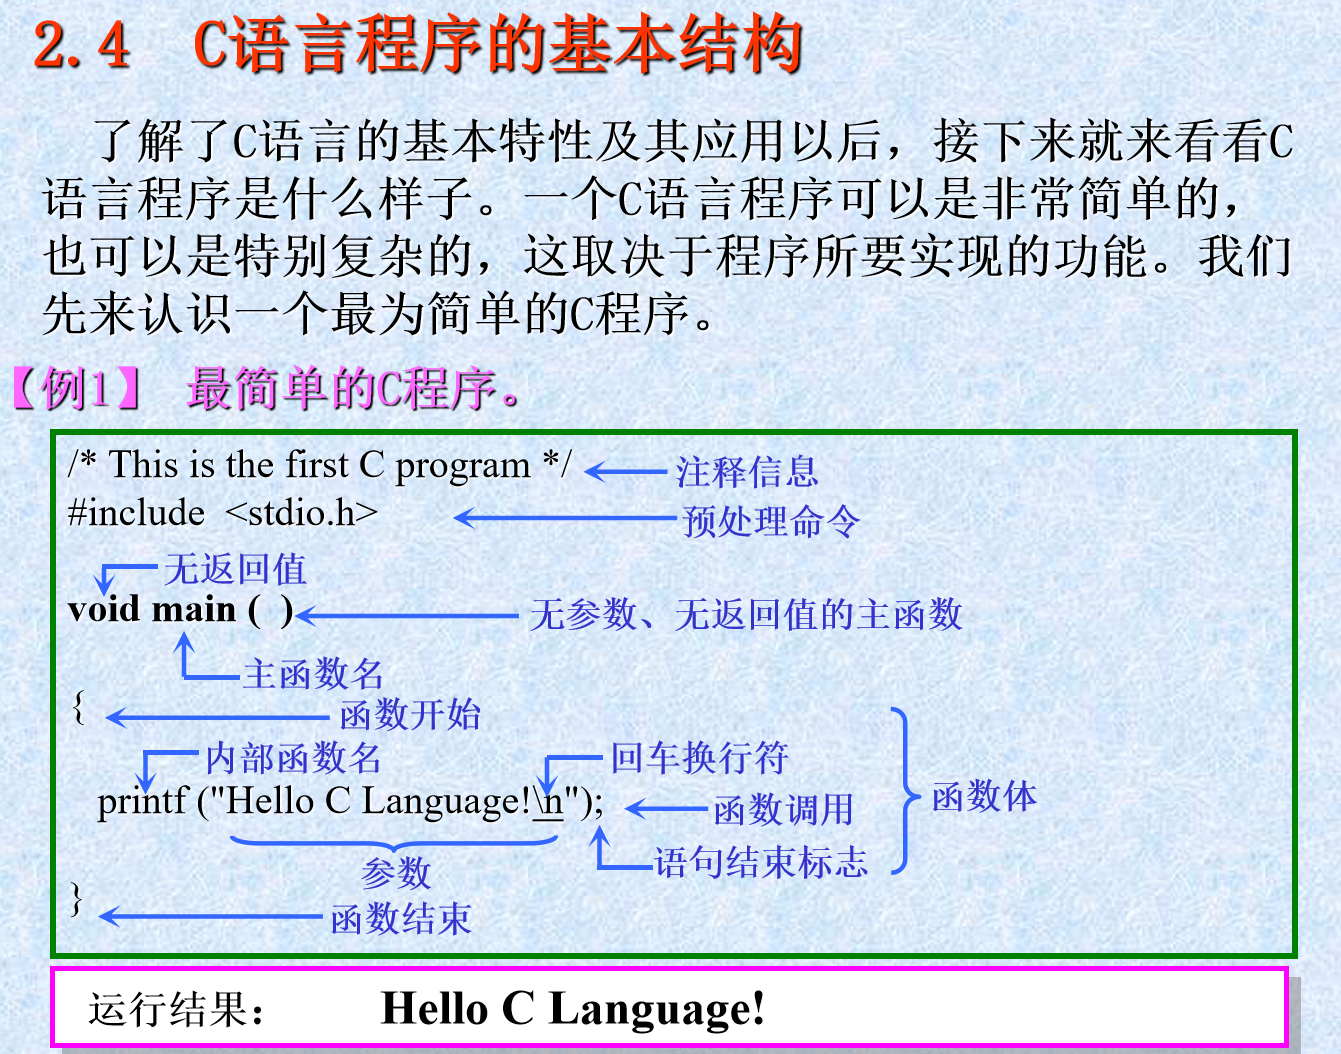 2.4 C语言程序的基本结构
了解了C语言的基本特性及其应用以后，接下来就来看看C
语言程序是什么样子。一个C语言程序可以是非常简单的，
也可以是特别复杂的，这取决于程序所要实现的功能。我们
先来认识一个最为简单的C程序。
【例1】 最简单的C程序。
/* This is the first C program */ 注释信息
#include <stdio.h> 预处理命令
无返回值
void main ( ) 无参数、无返回值的主函数
主函数名
{ 函数开始
内部函数名 回车换行符
printf ("Hello C Language!\n"); 函数调用 函数体
参数 语句结束标志
} 函数结束
运行结果： Hello C Language!